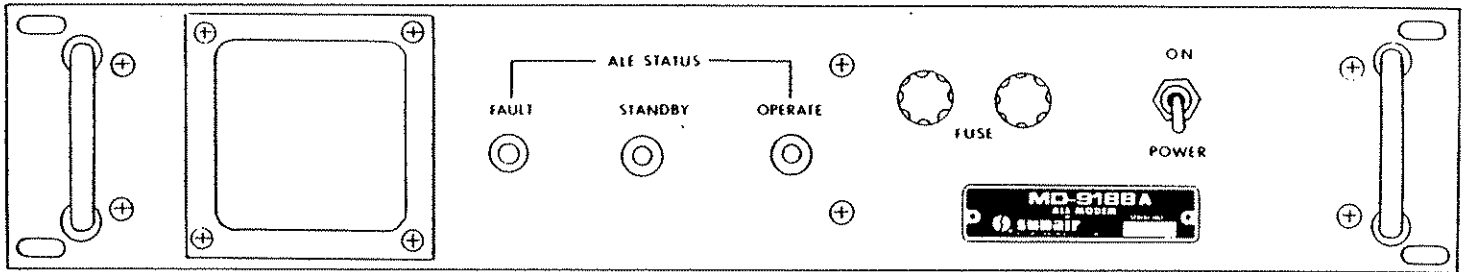 ALE STATUS
FAULT
STANDBY
OPERATE
FUSE
ON
POWER
MD-9188A
ALE MODEM
sunair